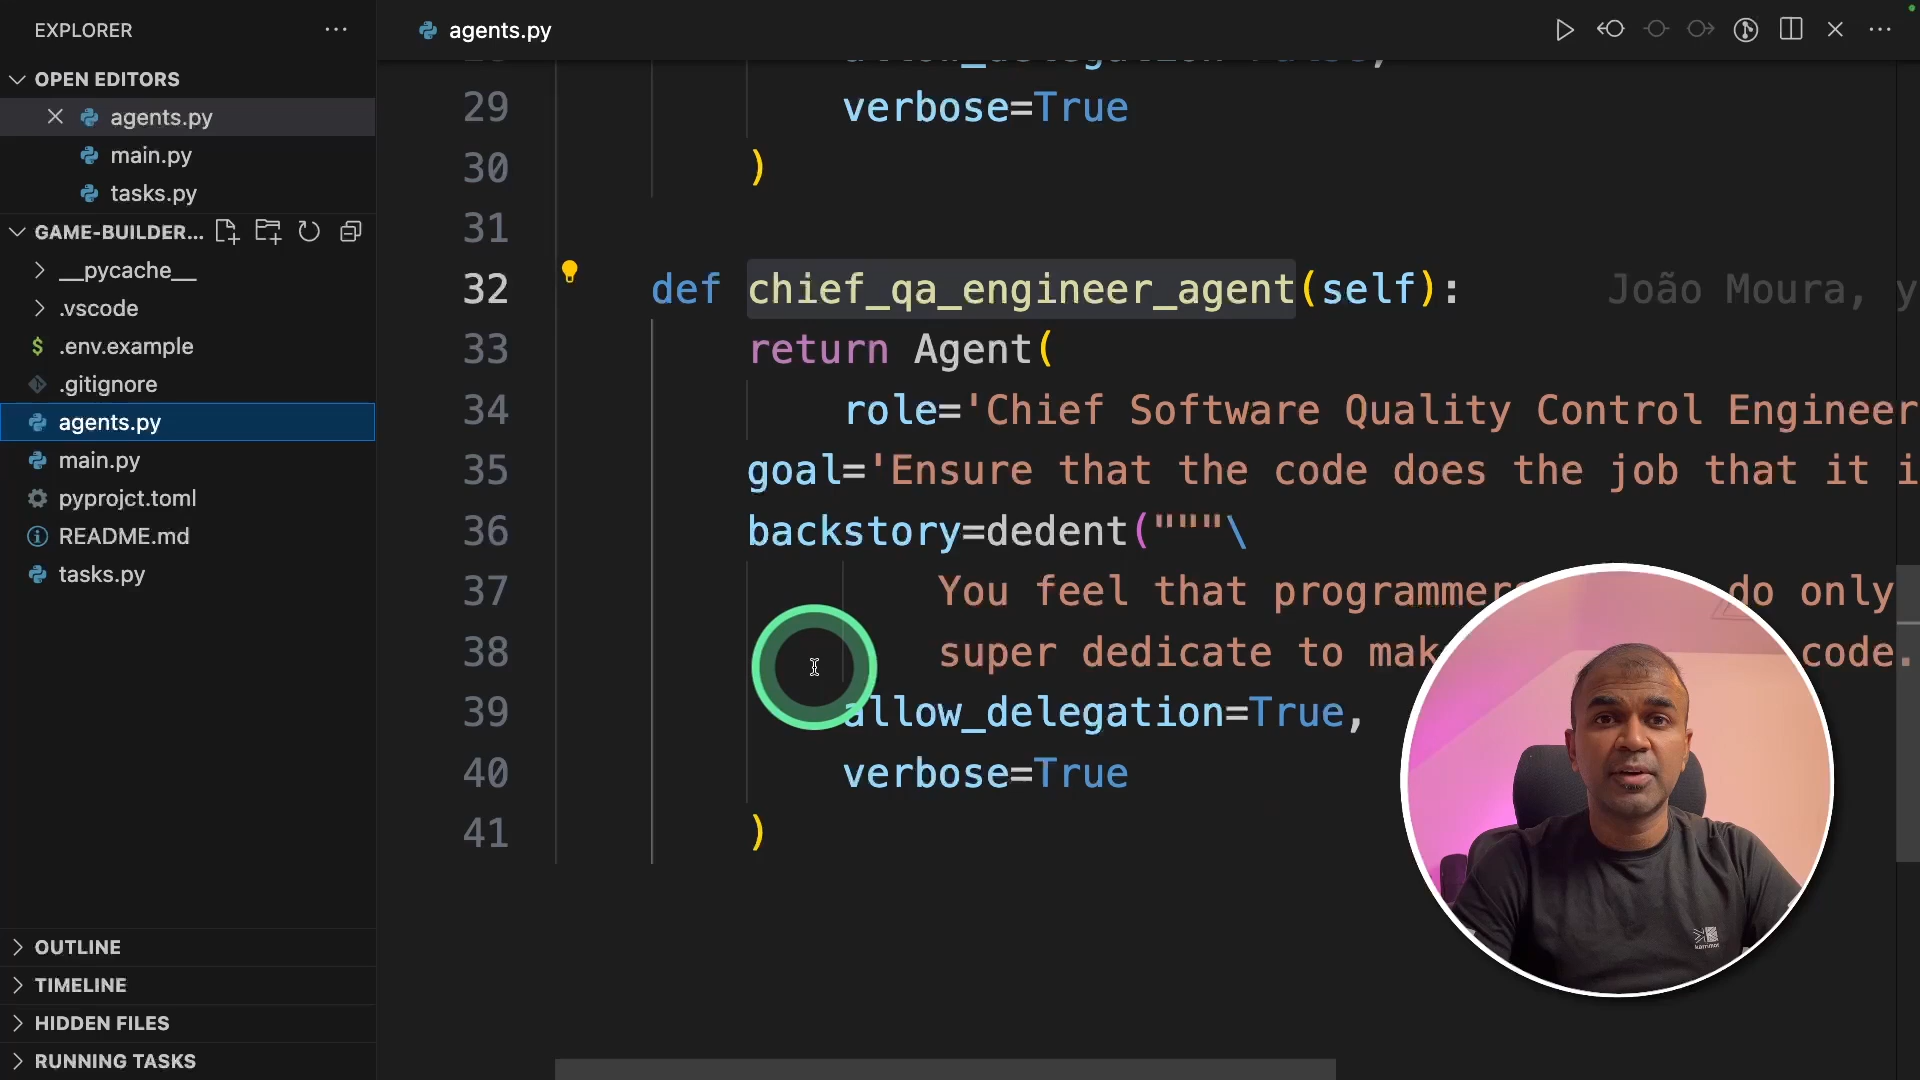 EXPLORER
agents.py
OPEN EDITORS
agents.py
main.py
tasks.py
GAME-BUILDER...
__pycache__
.vscode
$ .env.example
.gitignore
agents.py
main.py
pyprojct.toml
README.md
tasks.py
OUTLINE
TIMELINE
HIDDEN FILES
RUNNING TASKS
29 verbose=True
30 )
31
32 def chief_qa_engineer_agent(self): João Moura, y
33 return Agent(
34 role='Chief Software Quality Control Engineer
35 goal='Ensure that the code does the job that it i
36 backstory=dedent("""\
37 You feel that programmers do only
38 super dedicate to mak code.
39 allow_delegation=True,
40 verbose=True
41 )